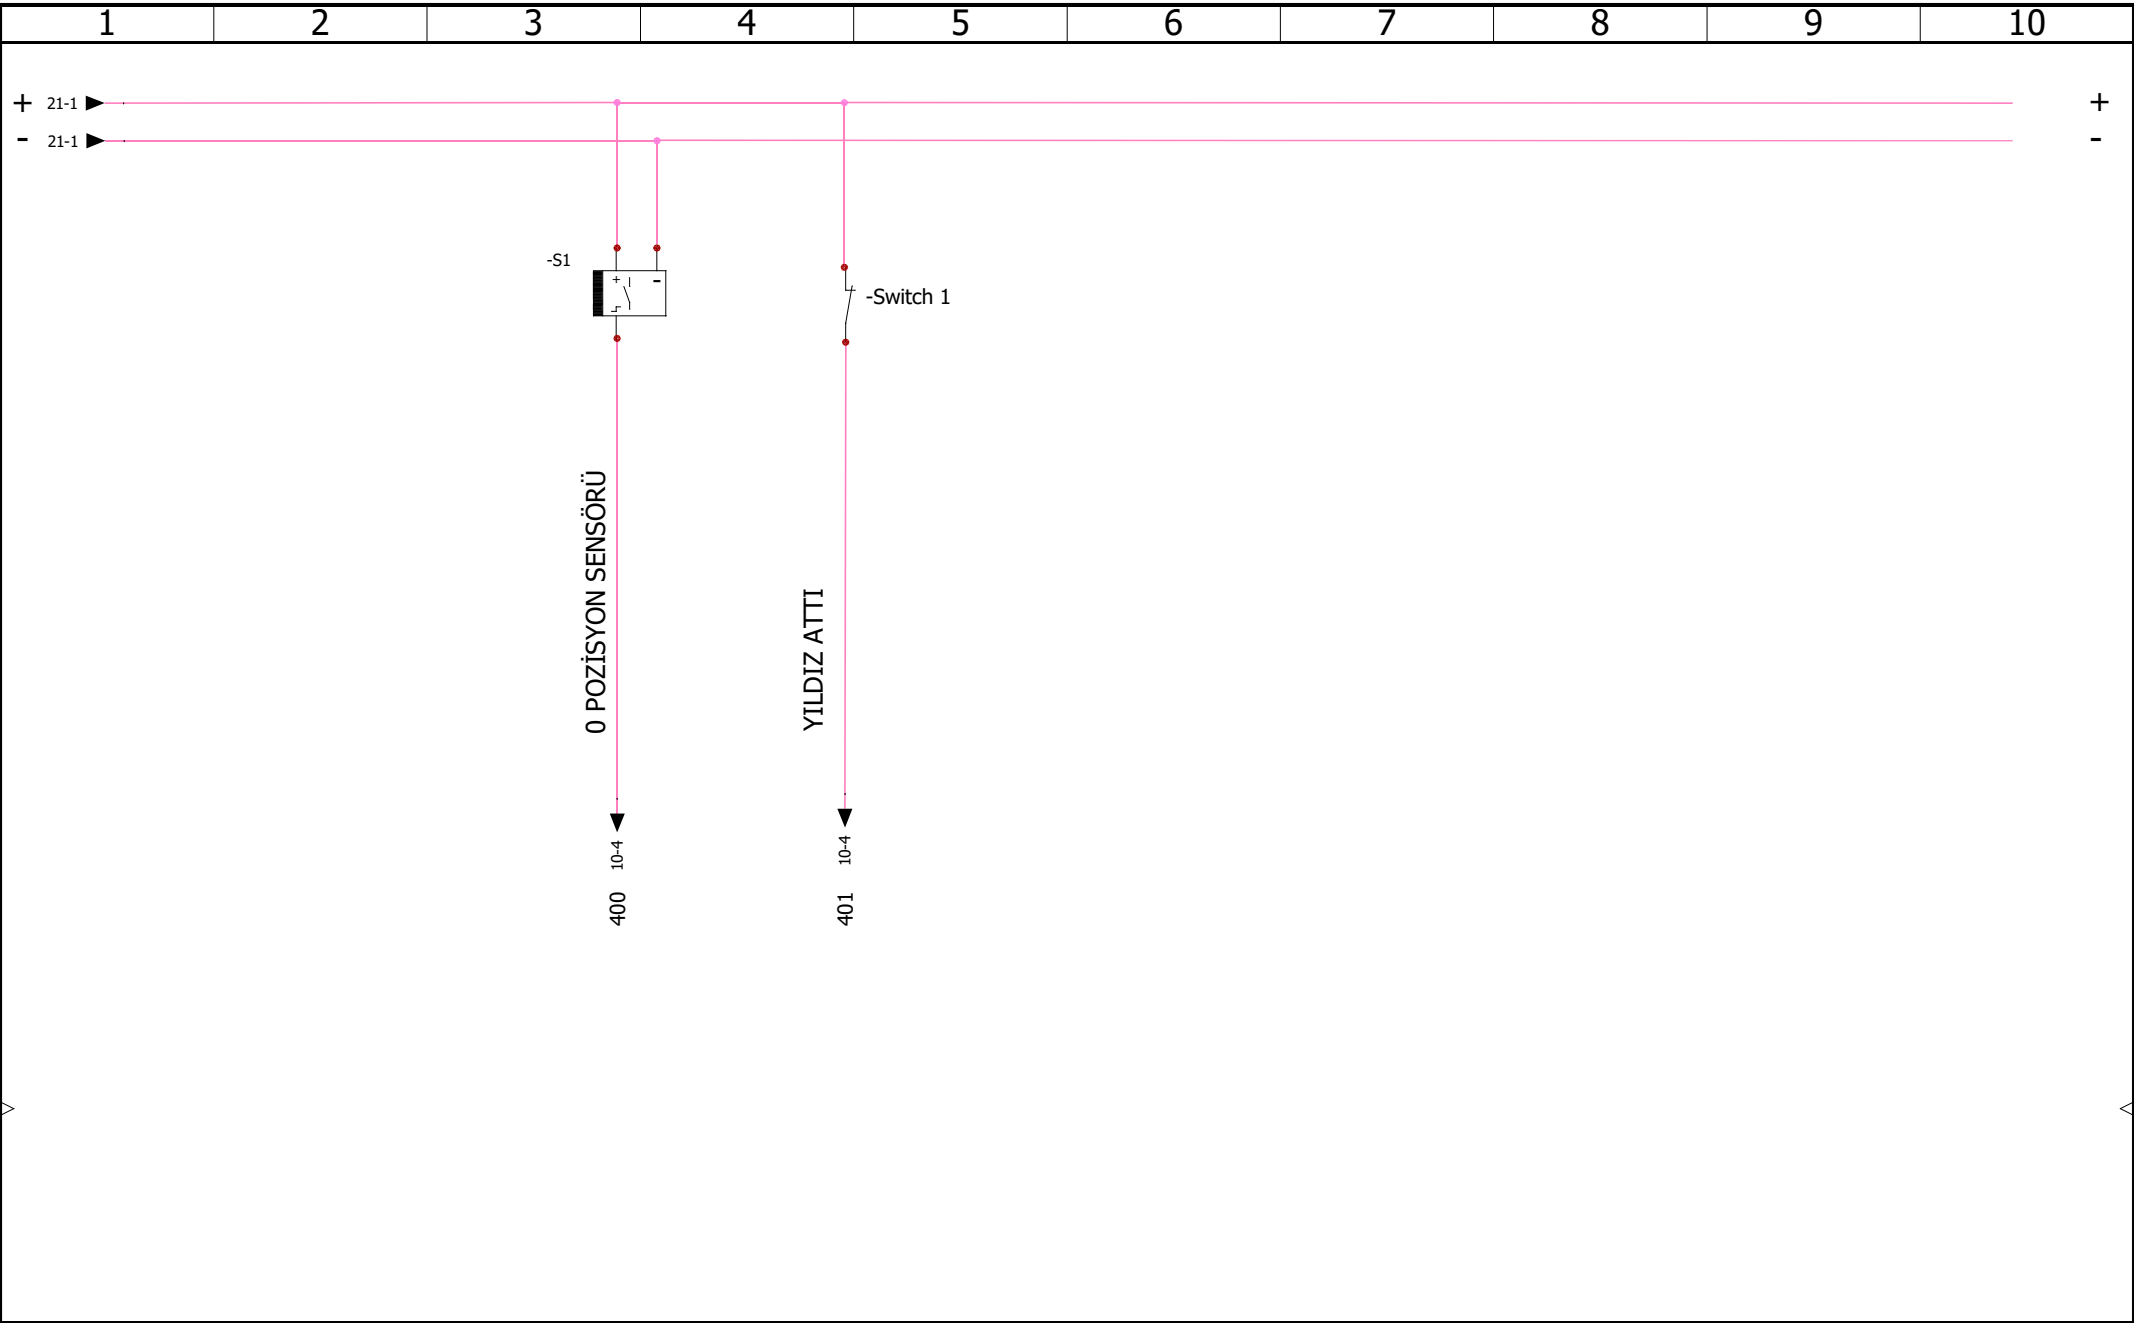 1 2 3 4 5 6 7 8 9 10
+ 21-1 +
- 21-1 -
-S1
+ -
-Switch 1
0 POZİSYON SENSÖRÜ
YILDIZ ATTI
10-4
10-4
400
401